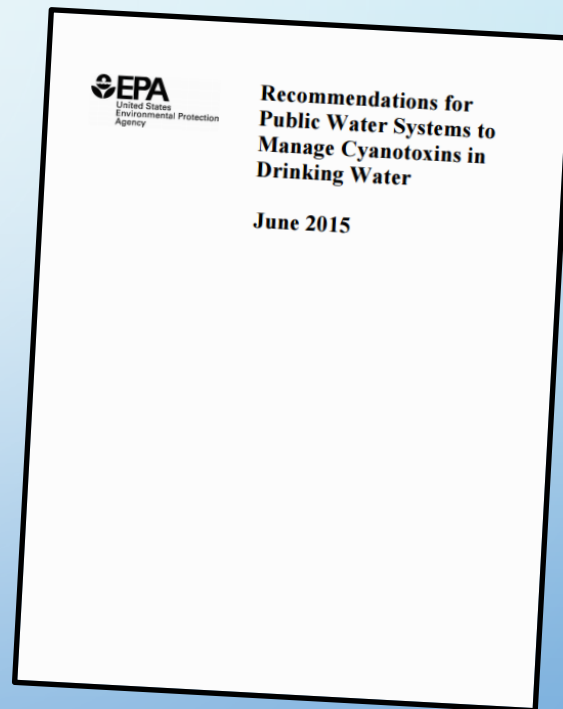 EPA
United States
Environmental Protection
Agency
Recommendations for
Public Water Systems to
Manage Cyanotoxins in
Drinking Water
June 2015